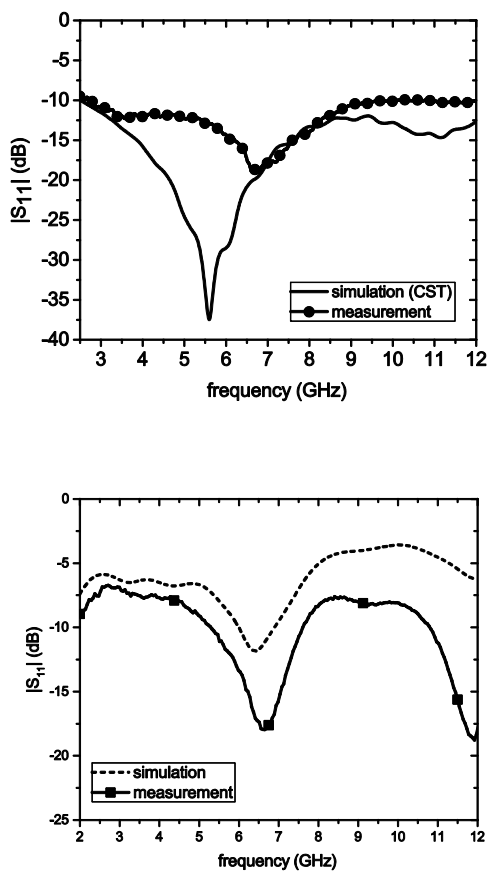 0
-5
-10
-15
-20
-25
-30
-35
-40
|S11| (dB)
simulation (CST)
measurement
3 4 5 6 7 8 9 10 11 12
frequency (GHz)
0
-5
-10
-15
-20
-25
|S11| (dB)
simulation
measurement
2 3 4 5 6 7 8 9 10 11 12
frequency (GHz)